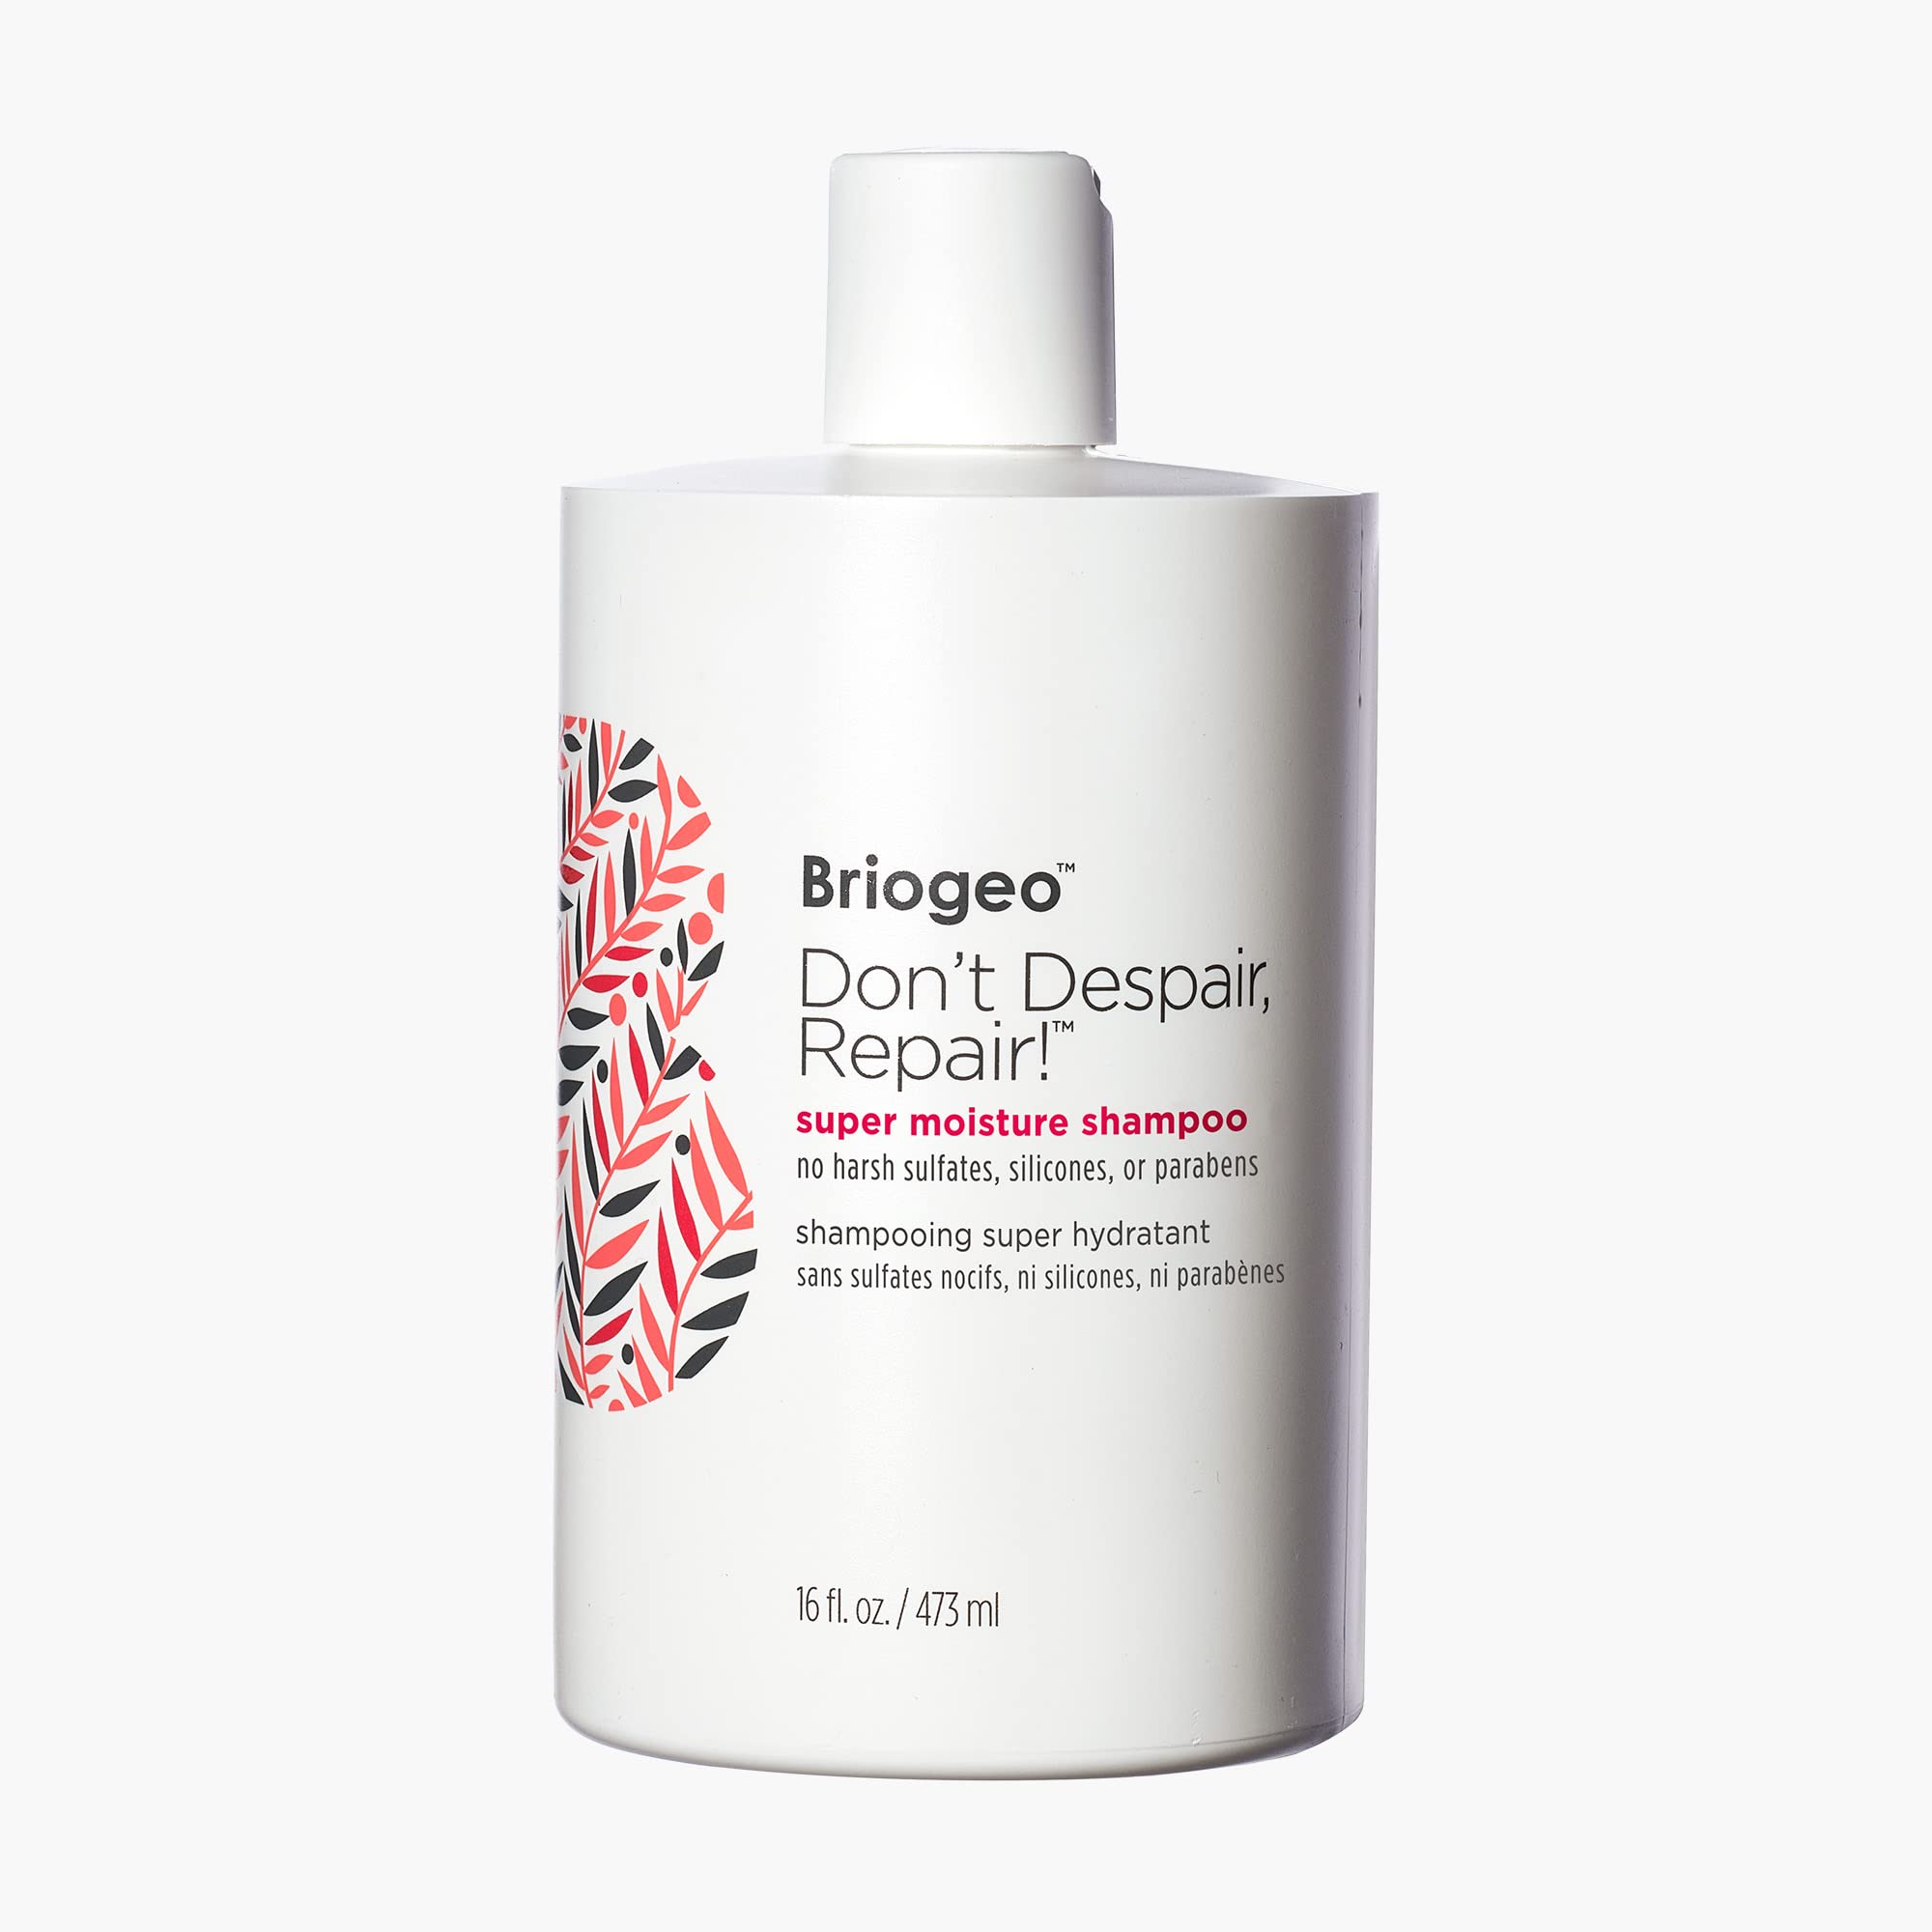 Briogeo™
Don't Despair,
Repair!™
super moisture shampoo
no harsh sulfates, silicones, or parabens
shampooing super hydratant
sans sulfates nocifs, ni silicones, ni parabènes
16 fl. oz. / 473 ml